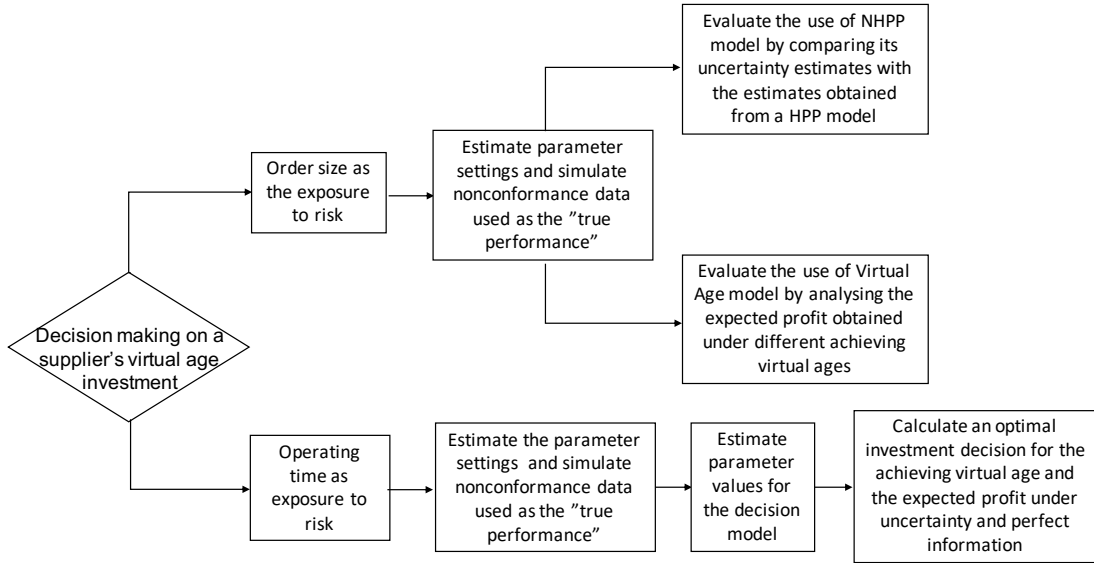 Decision making on a
supplier's virtual age
investment
Order size as
the exposure
to risk
Estimate parameter
settings and simulate
nonconformance data
used as the ”true
performance”
Evaluate the use of NHPP
model by comparing its
uncertainty estimates with
the estimates obtained
from a HPP model
Evaluate the use of Virtual
Age model by analysing the
expected profit obtained
under different achieving
virtual ages
Operating
time as
exposure to
risk
Estimate the parameter
settings and simulate
nonconformance data
used as the ”true
performance”
Estimate
parameter
values for
the decision
model
Calculate an optimal
investment decision for the
achieving virtual age and
the expected profit under
uncertainty and perfect
information